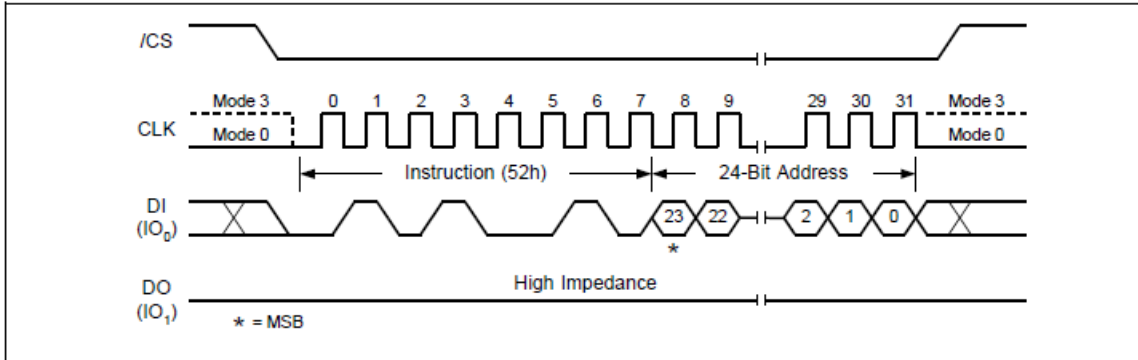 /CS
Mode 3 0 1 2 3 4 5 6 7 8 9 29 30 31 Mode 3
CLK
Mode 0 Mode 0
Instruction (52h) 24-Bit Address
DI
(IO0) 23 22 2 1 0
*
High Impedance
DO
(IO1)
* = MSB